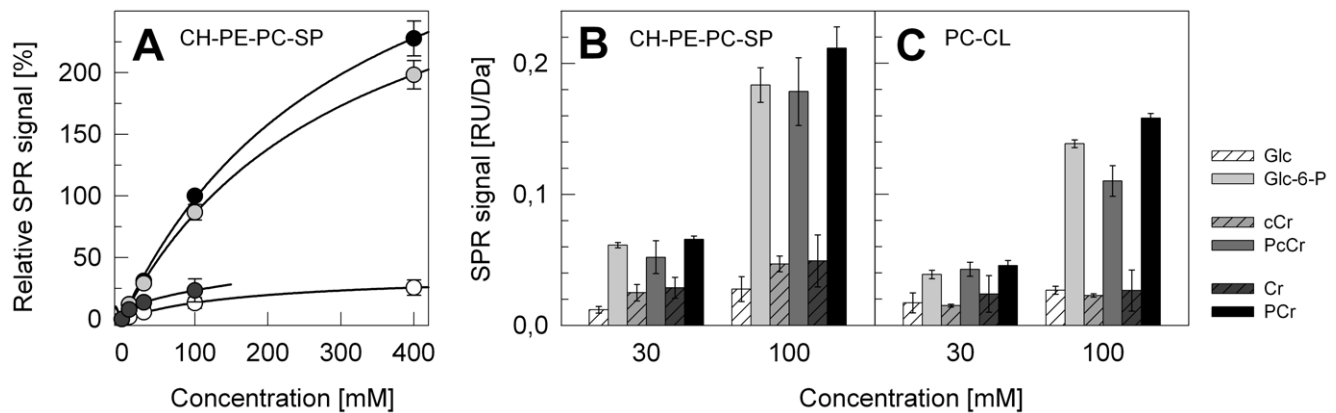 A
CH-PE-PC-SP
Relative SPR signal [%]
200
150
100
50
0
0
100
200
300
400
Concentration [mM]
B
CH-PE-PC-SP
C
PC-CL
SPR signal [RU/Da]
0,2
0,1
0,0
30
100
30
100
Concentration [mM]
Glc
Glc-6-P
cCr
PcCr
Cr
PCr